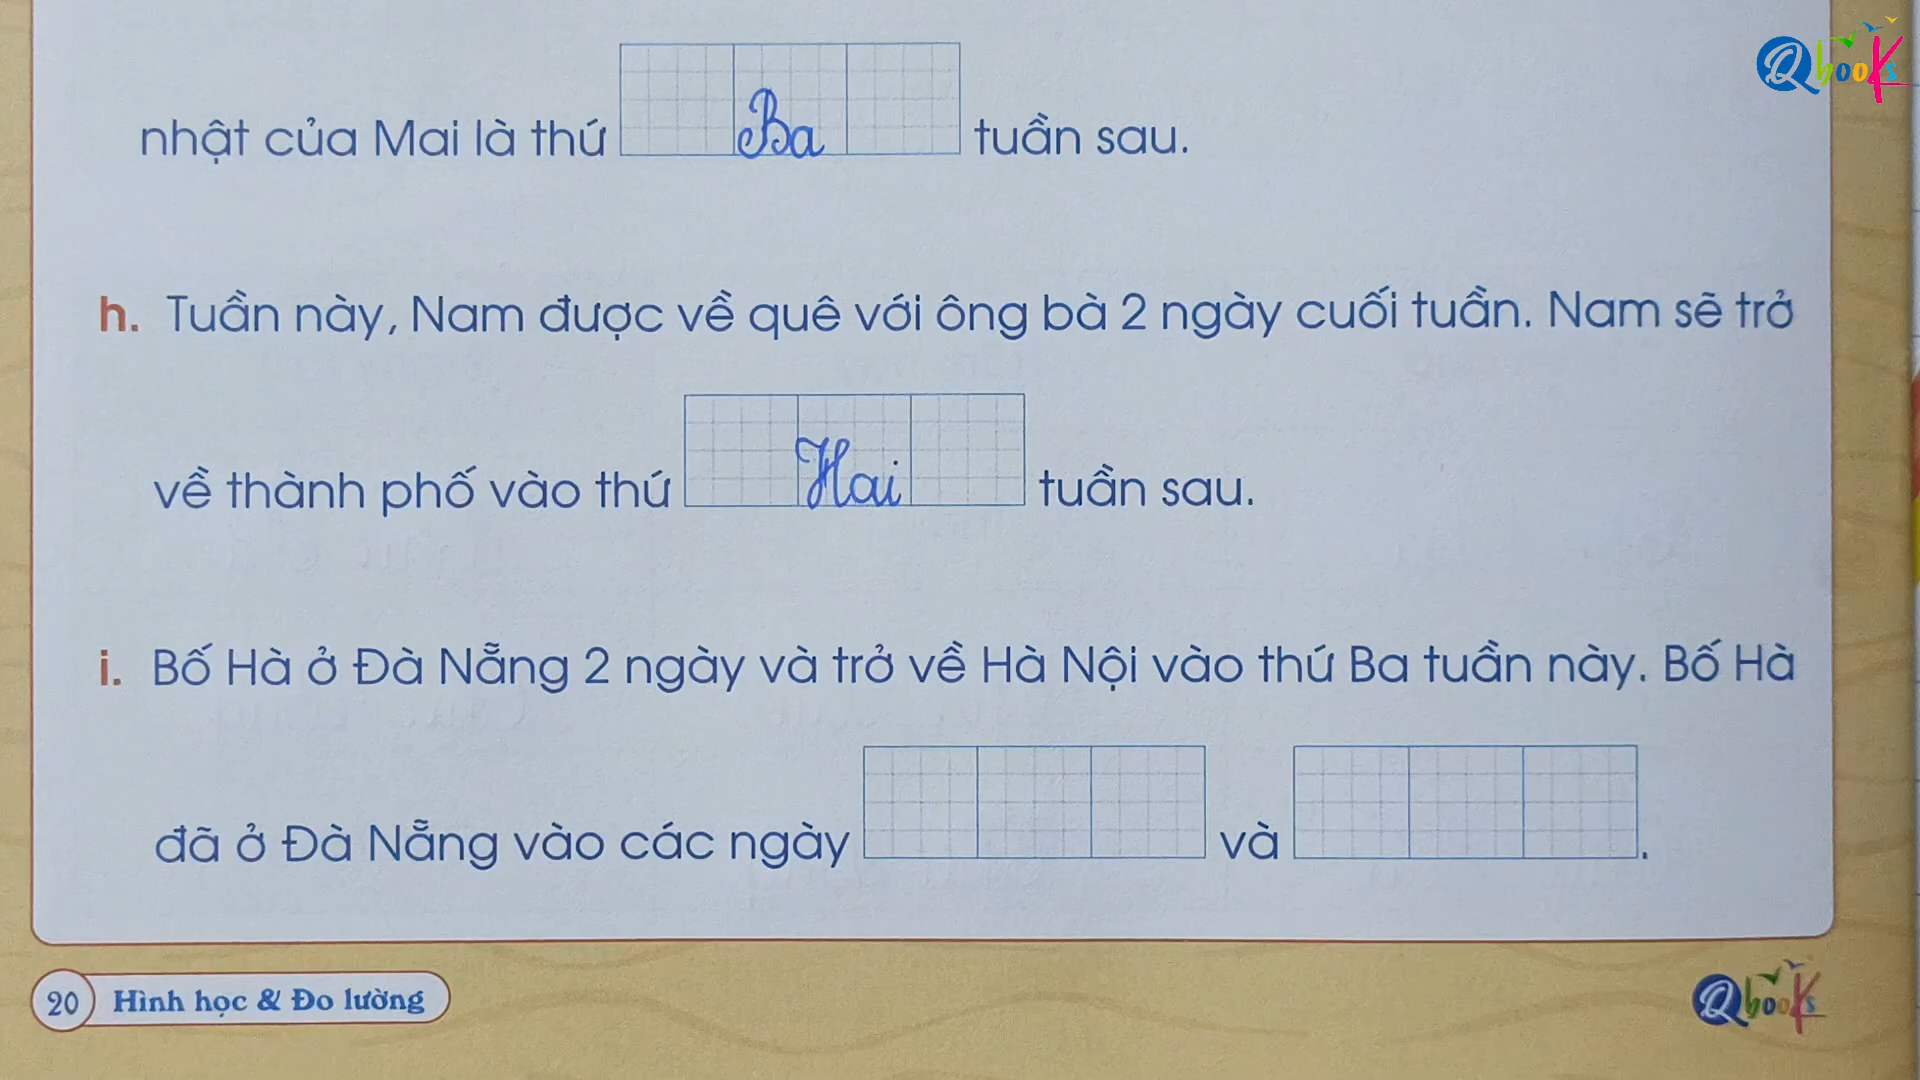 Qbooks
nhật của Mai là thứ Ba tuần sau.
h. Tuần này, Nam được về quê với ông bà 2 ngày cuối tuần. Nam sẽ trở
về thành phố vào thứ Hai tuần sau.
i. Bố Hà ở Đà Nẵng 2 ngày và trở về Hà Nội vào thứ Ba tuần này. Bố Hà
đã ở Đà Nẵng vào các ngày và .
20 Hình học & Đo lường
Qbooks